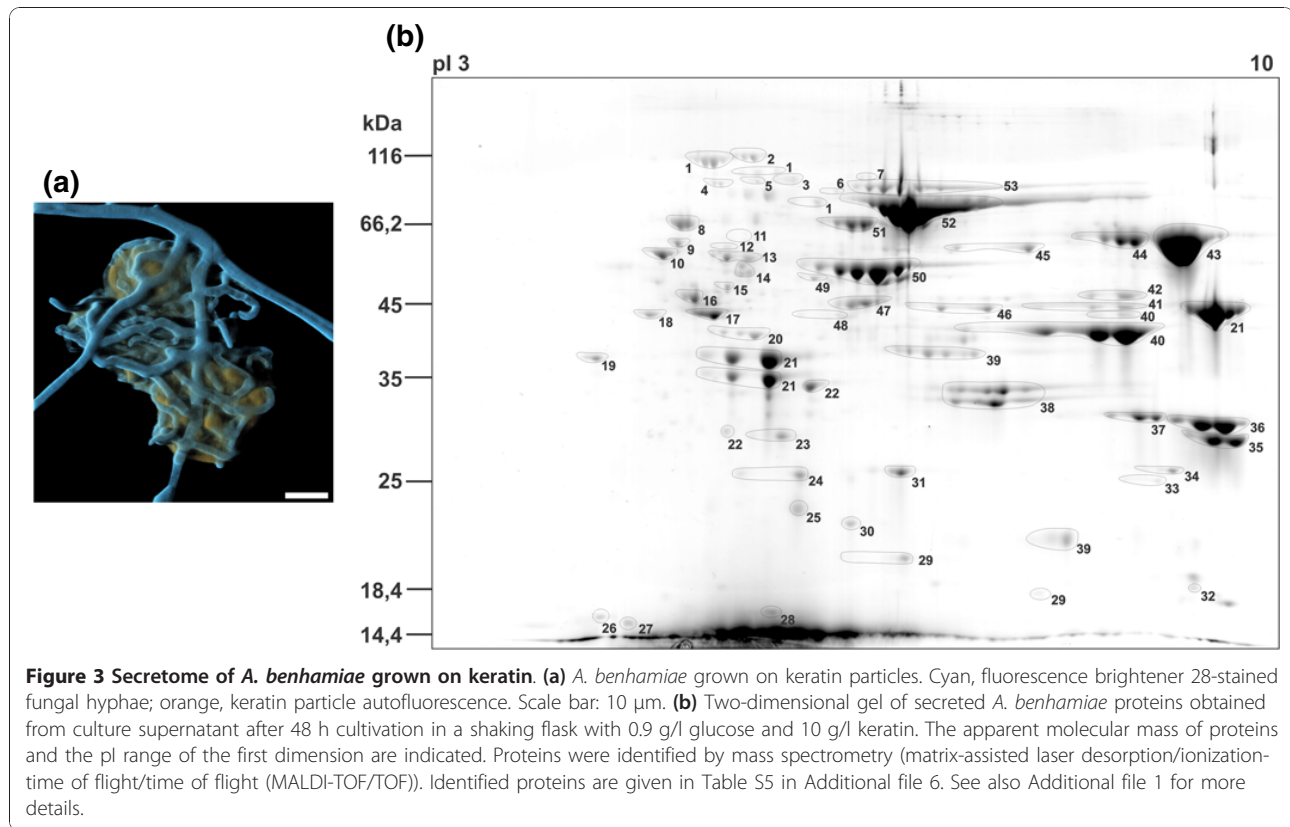 (b)
pI 3 10
kDa
(a)
116
66,2
45
35
25
18,4
14,4
1 2 1
4 5 3 6 7 53
1
8 11 51 52
9 12 45 44 43
10 13
14 49 50
15 42
16 47 46 41
18 17 48 40 21
20 40
19 21 39
21 22 38
22 23 37 36
35
24 31 34
33
25 30
39
29
29 32
26 27 28
Figure 3 Secretome of A. benhamiae grown on keratin. (a) A. benhamiae grown on keratin particles. Cyan, fluorescence brightener 28-stained
fungal hyphae; orange, keratin particle autofluorescence. Scale bar: 10 μm. (b) Two-dimensional gel of secreted A. benhamiae proteins obtained
from culture supernatant after 48 h cultivation in a shaking flask with 0.9 g/l glucose and 10 g/l keratin. The apparent molecular mass of proteins
and the pI range of the first dimension are indicated. Proteins were identified by mass spectrometry (matrix-assisted laser desorption/ionization-
time of flight/time of flight (MALDI-TOF/TOF)). Identified proteins are given in Table S5 in Additional file 6. See also Additional file 1 for more
details.